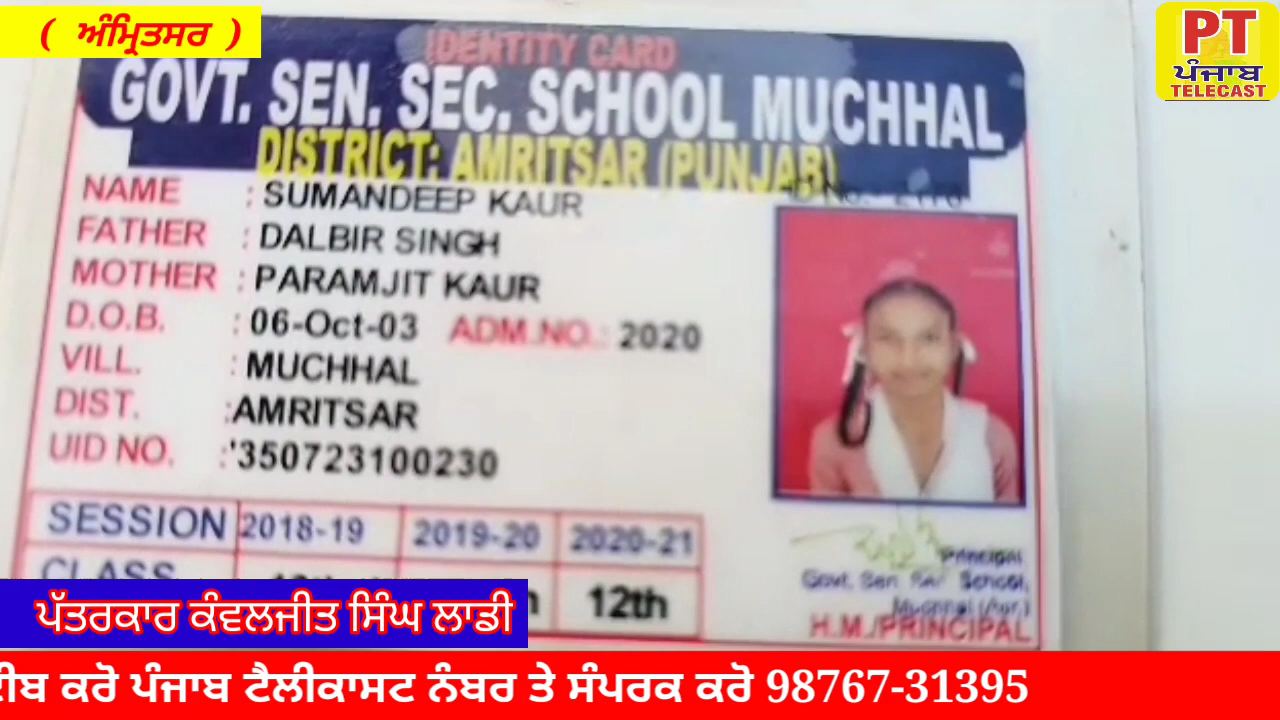 ( ਅੰਮ੍ਰਿਤਸਰ )
PT
ਪੰਜਾਬ
TELECAST
IDENTITY CARD
GOVT. SEN. SEC. SCHOOL MUCHHAL
DISTRICT: AMRITSAR (PUNJAB)
NAME : SUMANDEEP KAUR
FATHER : DALBIR SINGH
MOTHER : PARAMJIT KAUR
D.O.B. : 06-Oct-03 ADM.NO.: 2020
VILL. : MUCHHAL
DIST. :AMRITSAR
UID NO. :'350723100230
SESSION 2018-19 2019-20 2020-21
CLASS 12th
PRINCIPAL
Govt. Sen. School,
H.M./PRINCIPAL
ਪੱਤਰਕਾਰ ਕੰਵਲਜੀਤ ਸਿੰਘ ਲਾਡੀ
ਕਰੋ ਪੰਜਾਬ ਟੈਲੀਕਾਸਟ ਨੰਬਰ ਤੇ ਸੰਪਰਕ ਕਰੋ 98767-31395